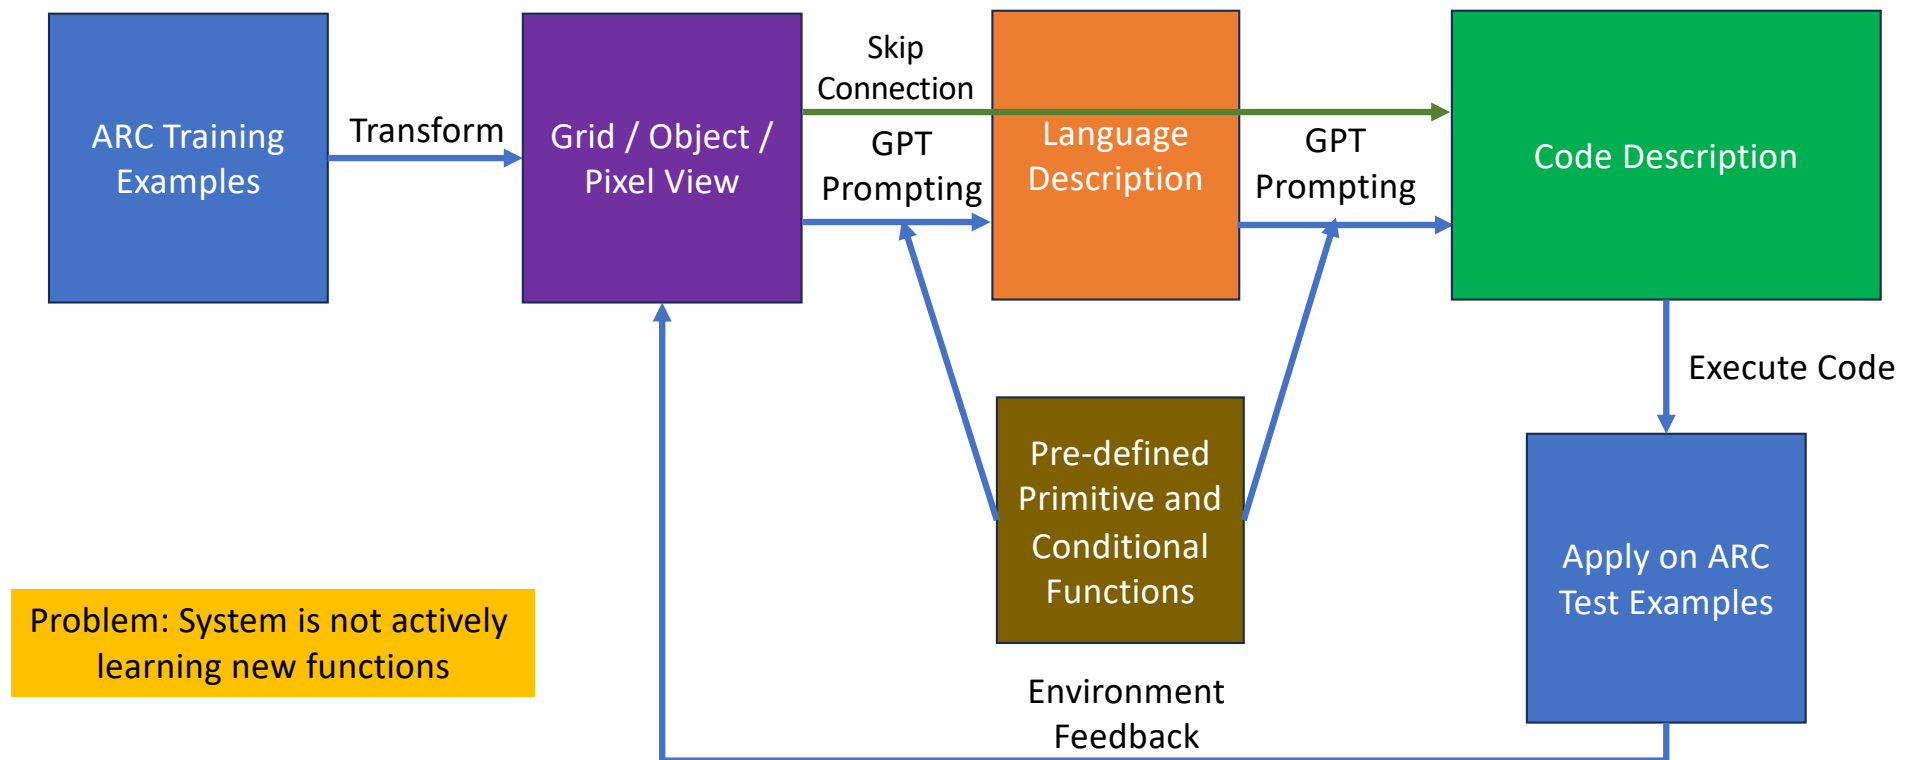 ARC Training
Examples
Transform
Grid / Object /
Pixel View
Skip
Connection
GPT
Prompting
Language
Description
GPT
Prompting
Code Description
Execute Code
Pre-defined
Primitive and
Conditional
Functions
Apply on ARC
Test Examples
Problem: System is not actively
learning new functions
Environment
Feedback